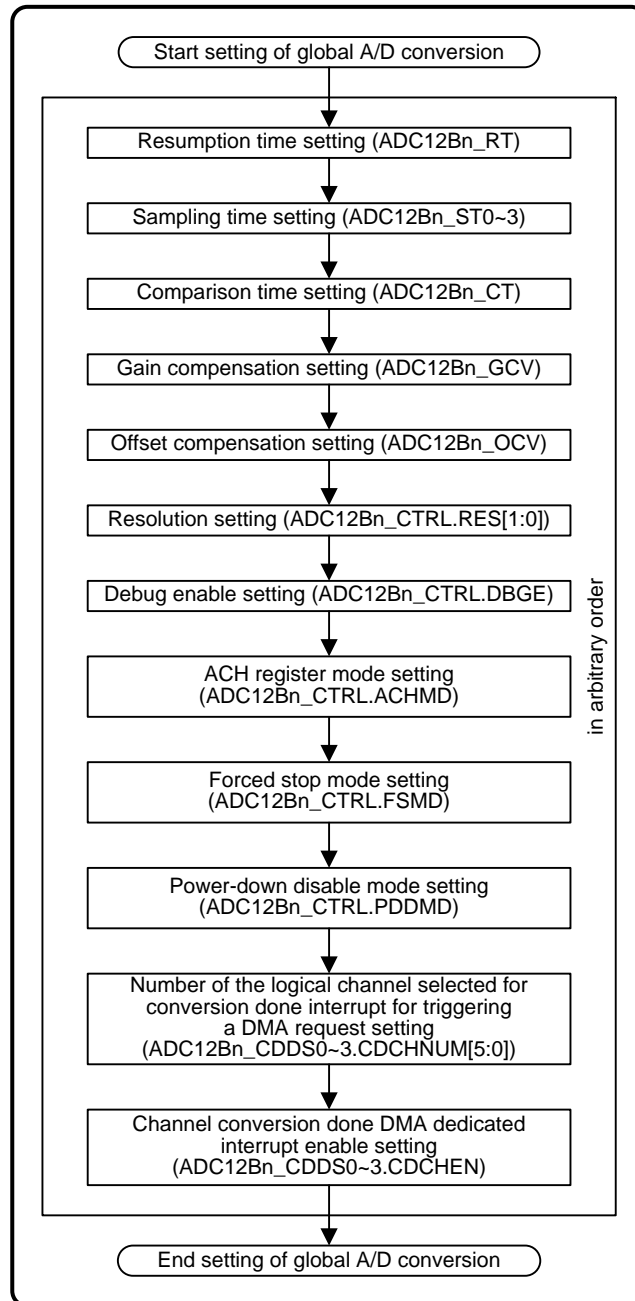 Start setting of global A/D conversion
Resumption time setting (ADC12Bn_RT)
Sampling time setting (ADC12Bn_ST0~3)
Comparison time setting (ADC12Bn_CT)
Gain compensation setting (ADC12Bn_GCV)
Offset compensation setting (ADC12Bn_OCV)
Resolution setting (ADC12Bn_CTRL.RES[1:0])
Debug enable setting (ADC12Bn_CTRL.DBGE)
ACH register mode setting
(ADC12Bn_CTRL.ACHMD)
Forced stop mode setting
(ADC12Bn_CTRL.FSMD)
Power-down disable mode setting
(ADC12Bn_CTRL.PDDMD)
Number of the logical channel selected for
conversion done interrupt for triggering
a DMA request setting
(ADC12Bn_CDDS0~3.CDCHNUM[5:0])
Channel conversion done DMA dedicated
interrupt enable setting
(ADC12Bn_CDDS0~3.CDCHEN)
in arbitrary order
End setting of global A/D conversion